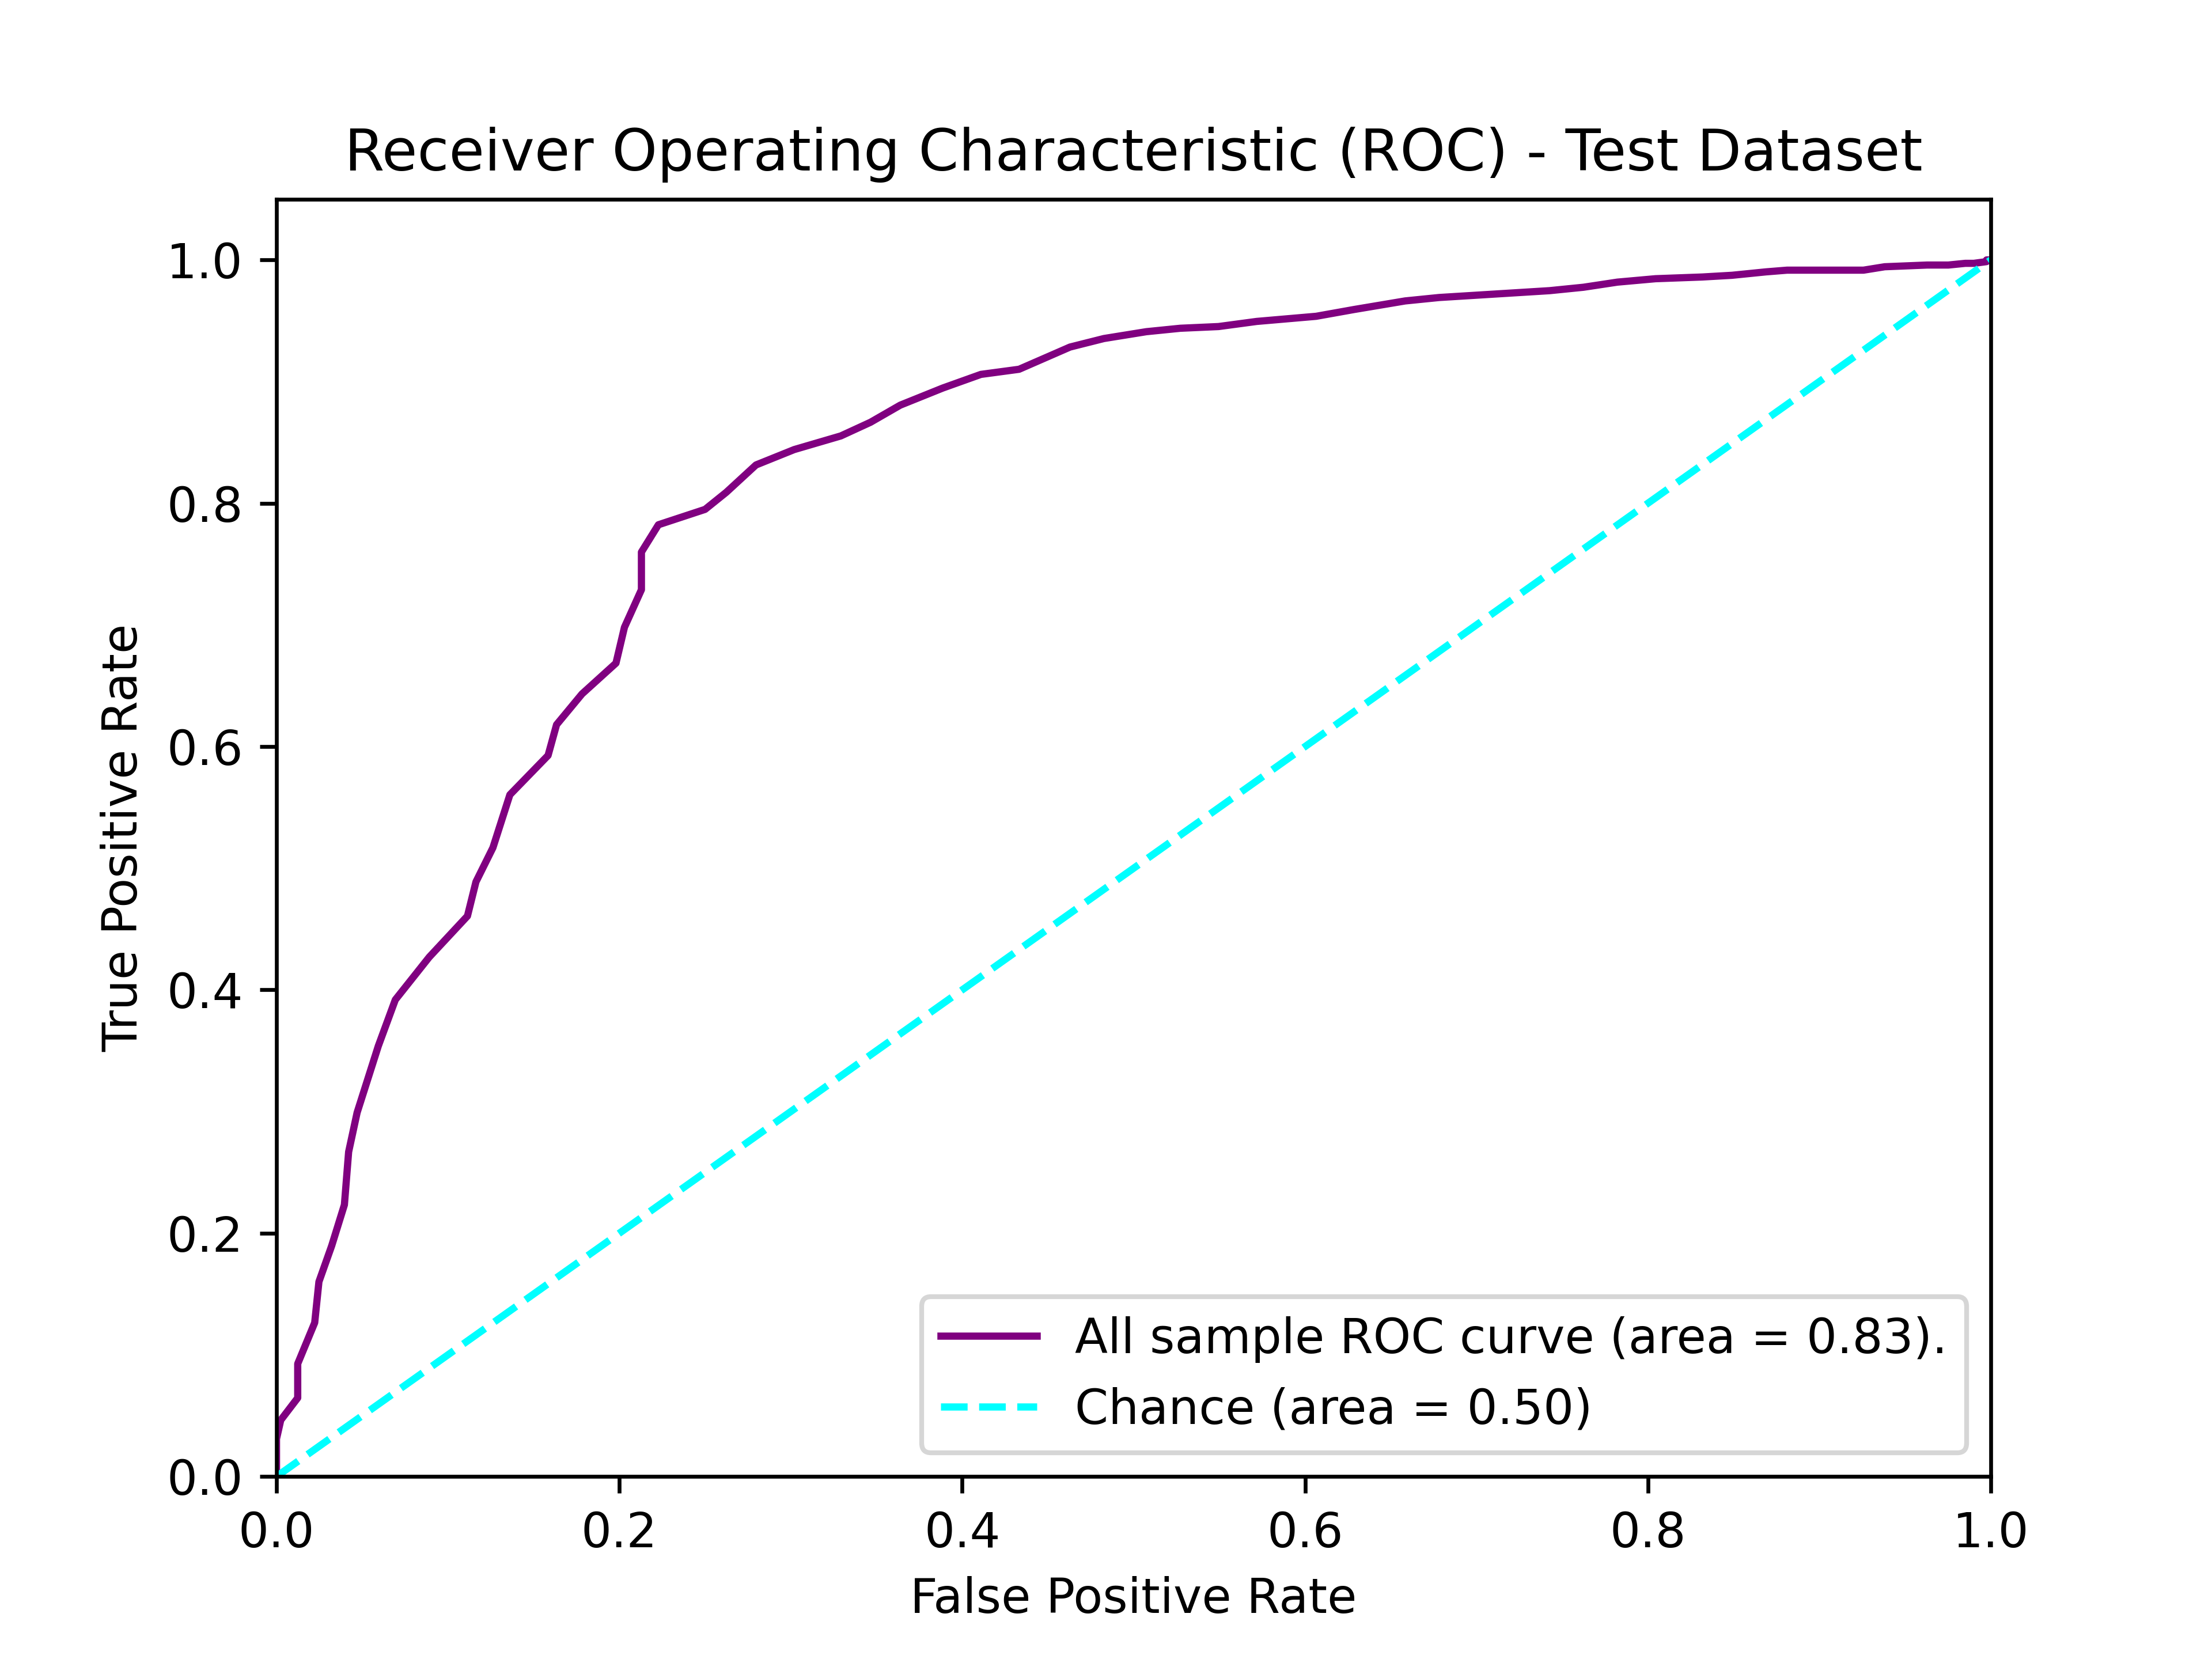 Receiver Operating Characteristic (ROC) - Test Dataset
True Positive Rate
1.0
0.8
0.6
0.4
0.2
0.0
All sample ROC curve (area = 0.83).
Chance (area = 0.50)
0.0 0.2 0.4 0.6 0.8 1.0
False Positive Rate